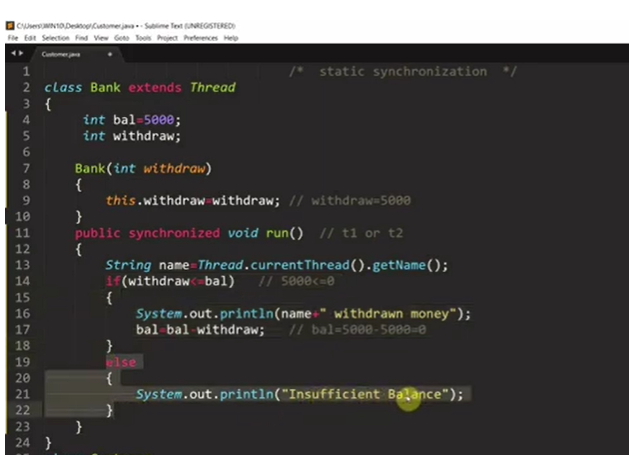 C:\Users\WIN10\Desktop\Customer.java • - Sublime Text (UNREGISTERED)
File Edit Selection Find View Goto Tools Project Preferences Help
Customer.java
1 /* static synchronization */
2 class Bank extends Thread
3 {
4 int bal=5000;
5 int withdraw;
6
7 Bank(int withdraw)
8 {
9 this.withdraw=withdraw; // withdraw=5000
10 }
11 public synchronized void run() // t1 or t2
12 {
13 String name=Thread.currentThread().getName();
14 if(withdraw<=bal) // 5000<=0
15 {
16 System.out.println(name+" withdrawn money");
17 bal=bal-withdraw; // bal=5000-5000=0
18 }
19 else
20 {
21 System.out.println("Insufficient Balance");
22 }
23 }
24 }